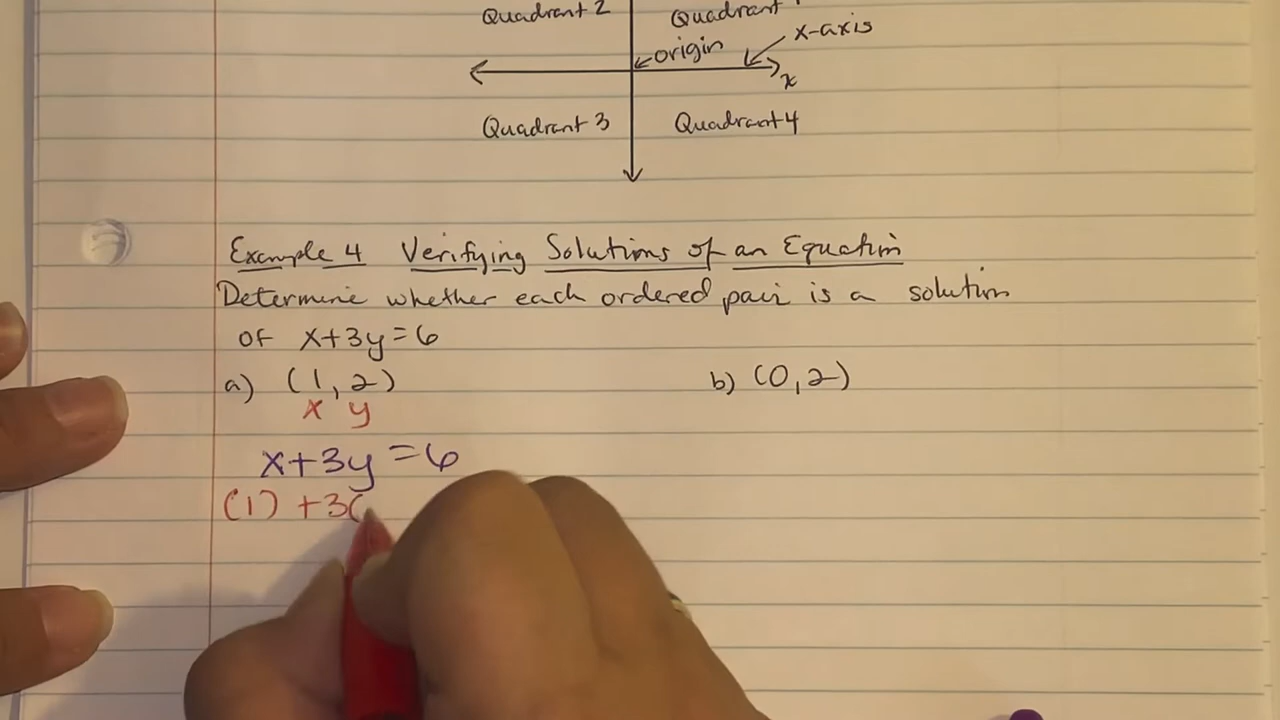 Quadrant 2
Quadrant
x-axis
origin
x
Quadrant 3
Quadrant 4
Example 4 Verifying Solutions of an Equation
Determine whether each ordered pair is a solution
of x+3y=6
a) (1,2)
b) (0,2)
x y
x+3y=6
(1) +3(